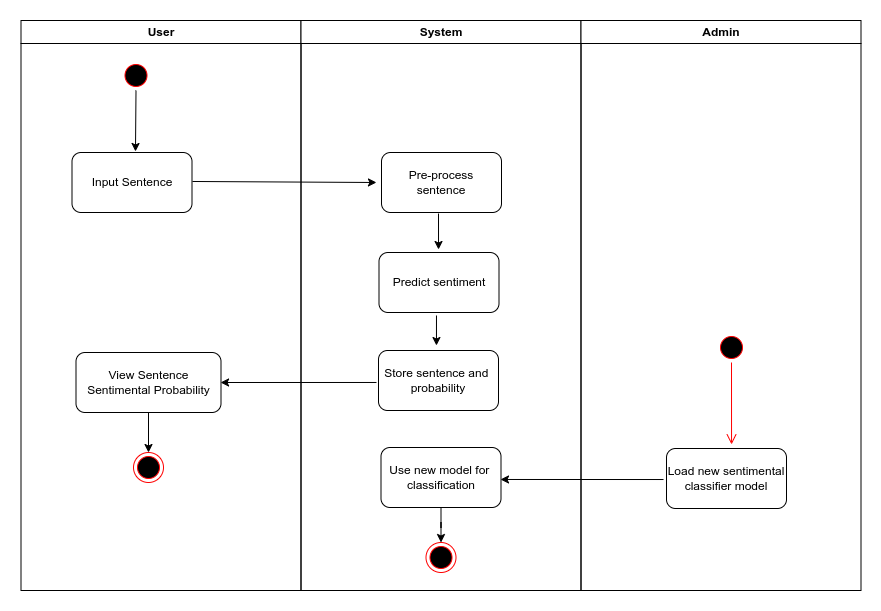 User
System
Admin
Input Sentence
Pre-process
sentence
Predict sentiment
View Sentence
Sentimental Probability
Store sentence and
probability
Use new model for
classification
Load new sentimental
classifier model